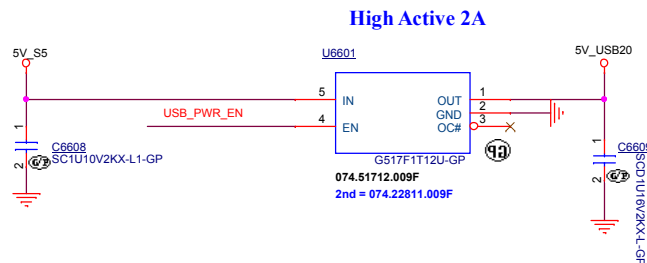 High Active 2A
5V_S5
U6601
5V_USB20
5
IN
OUT
1
GND
2
USB_PWR_EN
4
EN
OC#
3
1
C6608
SC1U10V2KX-L1-GP
2
G/P
G517F1T12U-GP
GP
074.51712.009F
2nd = 074.22811.009F
1
C6609
SCD1U16V2KX-L-GP
2
G/P